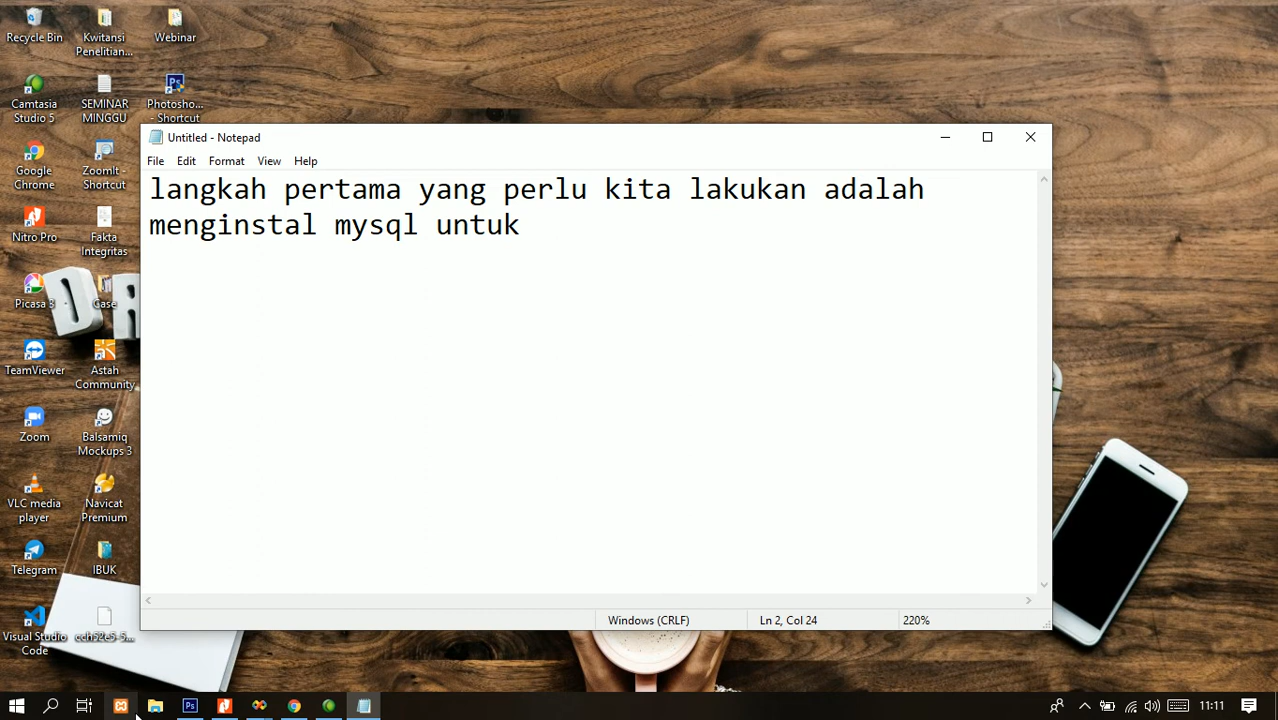 Recycle Bin
Kwitansi
Penelitian...
Webinar
Camtasia
Studio 5
SEMINAR
MINGGU
Photosho...
- Shortcut
Google
Chrome
ZoomIt -
Shortcut
Nitro Pro
Fakta
Integritas
Picasa 3
Case
TeamViewer
Astah
Community
Zoom
Balsamiq
Mockups 3
VLC media
player
Navicat
Premium
Telegram
IBUK
Visual Studio
Code
Untitled - Notepad
File Edit Format View Help
langkah pertama yang perlu kita lakukan adalah
menginstal mysql untuk
Windows (CRLF) Ln 2, Col 24 220%
11:11